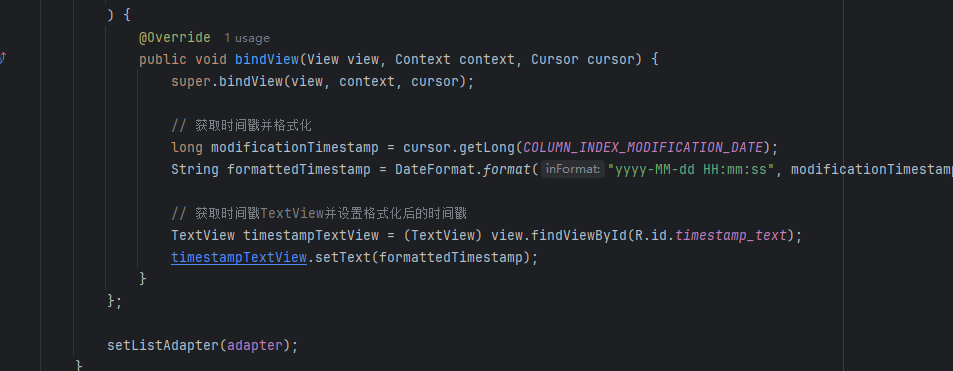 ) {
@Override 1 usage
public void bindView(View view, Context context, Cursor cursor) {
super.bindView(view, context, cursor);
// 获取时间戳并格式化
long modificationTimestamp = cursor.getLong(COLUMN_INDEX_MODIFICATION_DATE);
String formattedTimestamp = DateFormat.format( inFormat: "yyyy-MM-dd HH:mm:ss", modificationTimestamp
// 获取时间戳TextView并设置格式化后的时间戳
TextView timestampTextView = (TextView) view.findViewById(R.id.timestamp_text);
timestampTextView.setText(formattedTimestamp);
}
};
setListAdapter(adapter);
}